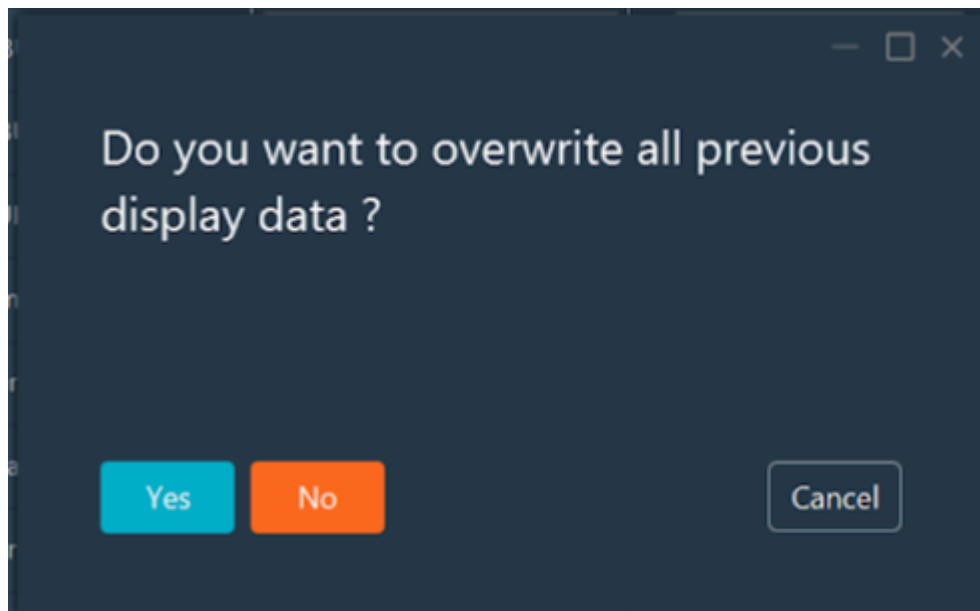 Do you want to overwrite all previous
display data ?
Yes No Cancel